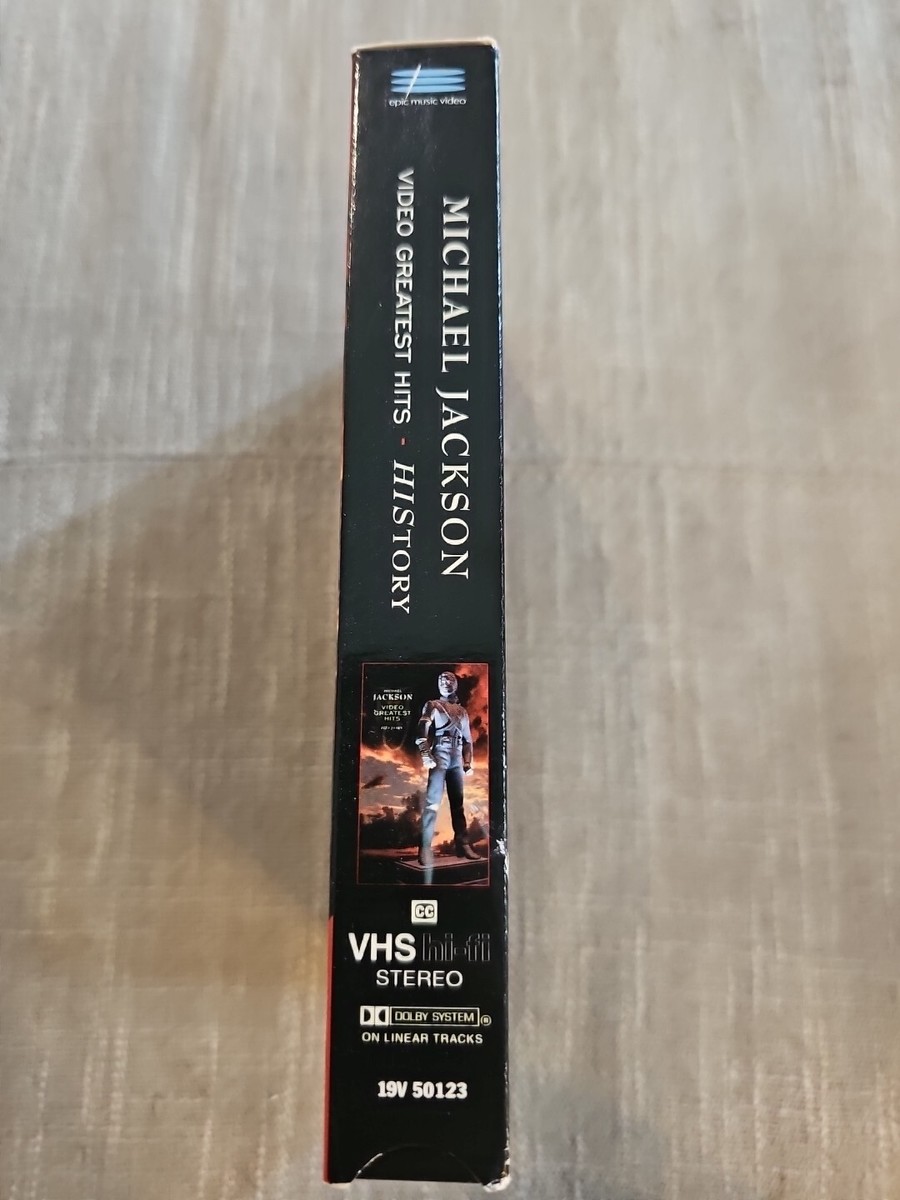 epic music video
MICHAEL JACKSON
VIDEO GREATEST HITS - HISTORY
MICHAEL
JACKSON
VIDEO
GREATEST
HITS
CC
VHS hi-fi
STEREO
DOLBY SYSTEM ®
ON LINEAR TRACKS
19V 50123